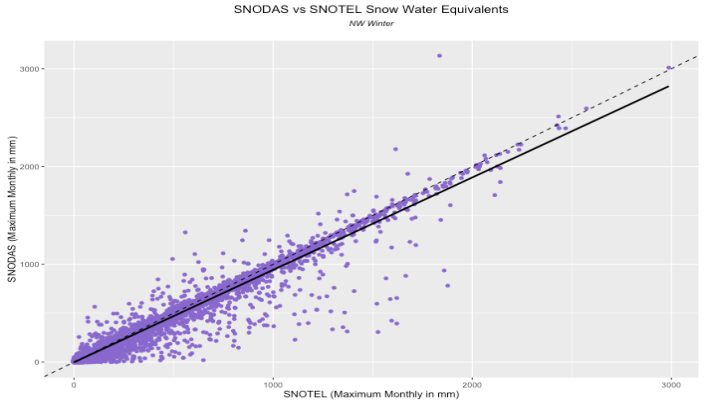 SNODAS vs SNOTEL Snow Water Equivalents
NW Winter
SNODAS (Maximum Monthly in mm)
3000
2000
1000
0
0 1000 2000 3000
SNOTEL (Maximum Monthly in mm)